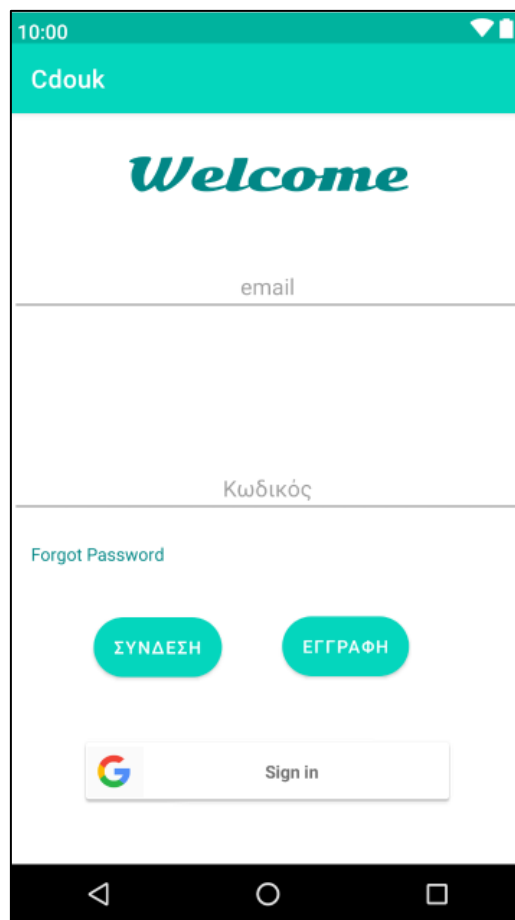 10:00
Cdouk
Welcome
email
Κωδικός
Forgot Password
ΣΥΝΔΕΣΗ ΕΓΓΡΑΦΗ
Sign in